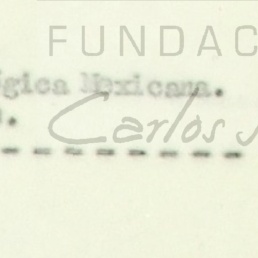 FUNDAC
gica Mexicana.
.
Carlos
- - - - - - - -